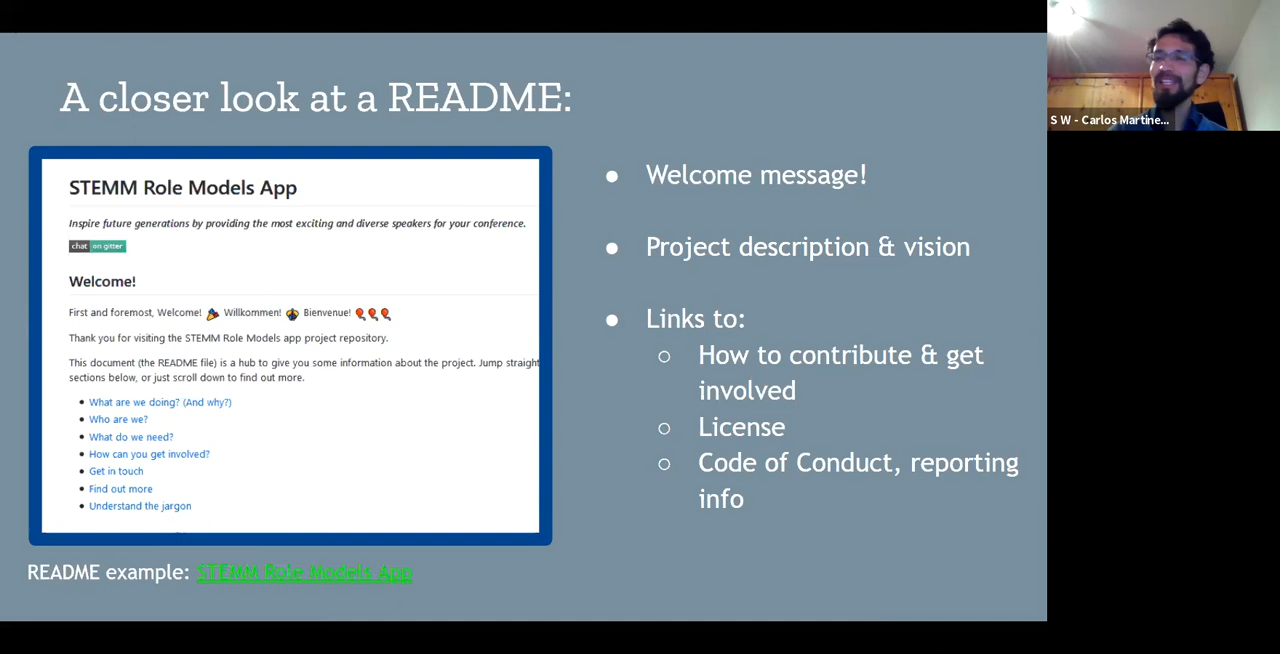 A closer look at a README:
STEMM Role Models App
Inspire future generations by providing the most exciting and diverse speakers for your conference.
chat on gitter
Welcome!
First and foremost, Welcome! 🎉 Willkommen! 🎊 Bienvenue! 🎈🎈🎈
Thank you for visiting the STEMM Role Models app project repository.
This document (the README file) is a hub to give you some information about the project. Jump straight
sections below, or just scroll down to find out more.
• What are we doing? (And why?)
• Who are we?
• What do we need?
• How can you get involved?
• Get in touch
• Find out more
• Understand the jargon
README example: STEMM Role Models App
● Welcome message!
● Project description & vision
● Links to:
○ How to contribute & get
involved
○ License
○ Code of Conduct, reporting
info
S W - Carlos Martine...